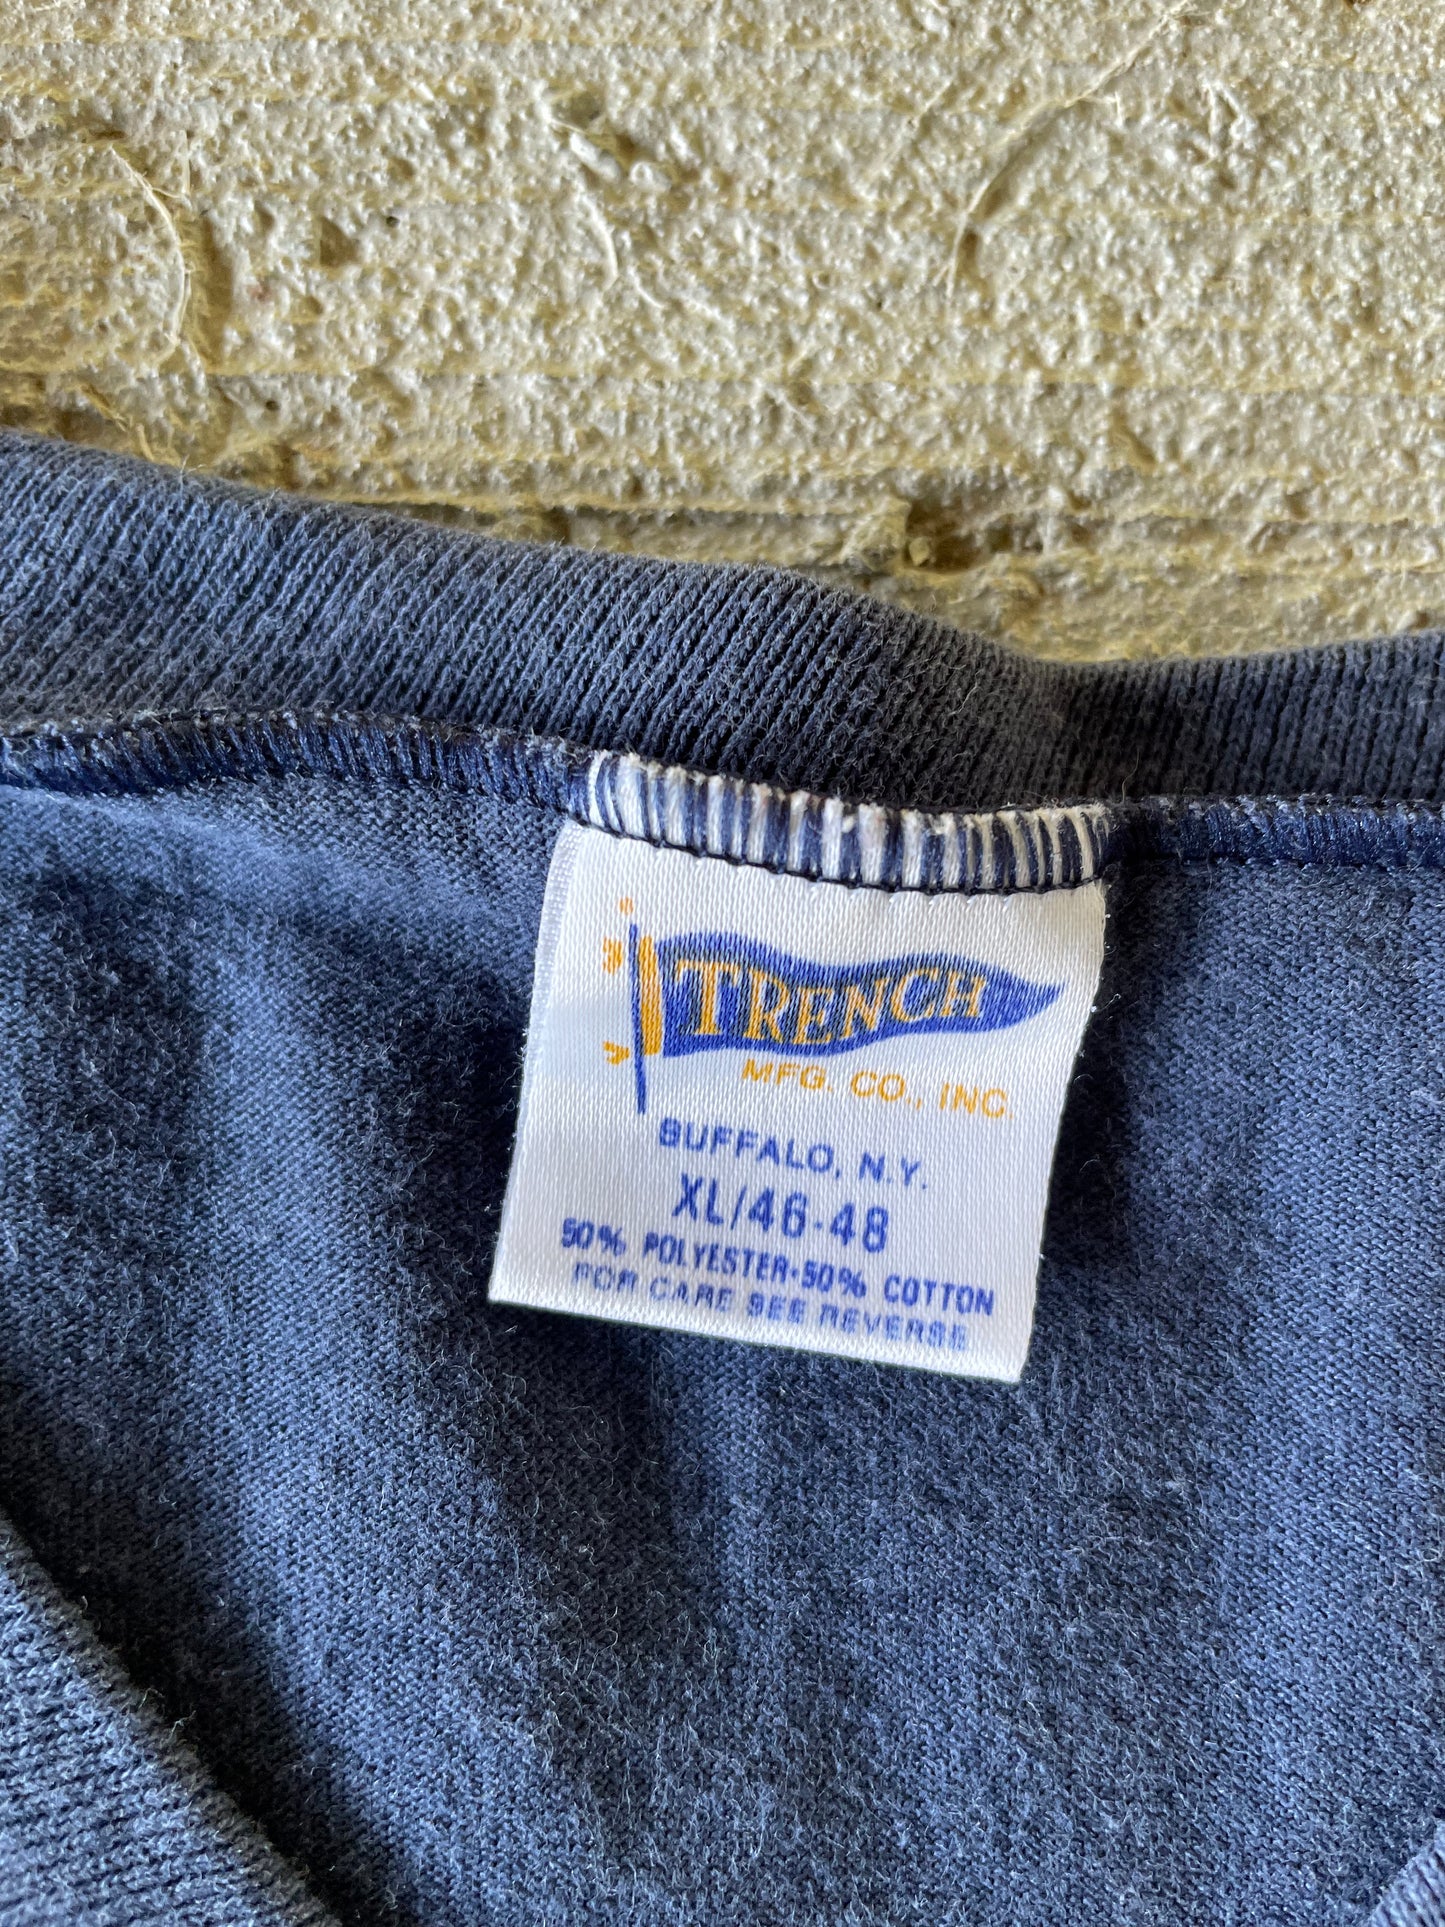 TRENCH
MFG. CO., INC.
BUFFALO, N.Y.
XL/46-48
50% POLYESTER•50% COTTON
FOR CARE SEE REVERSE